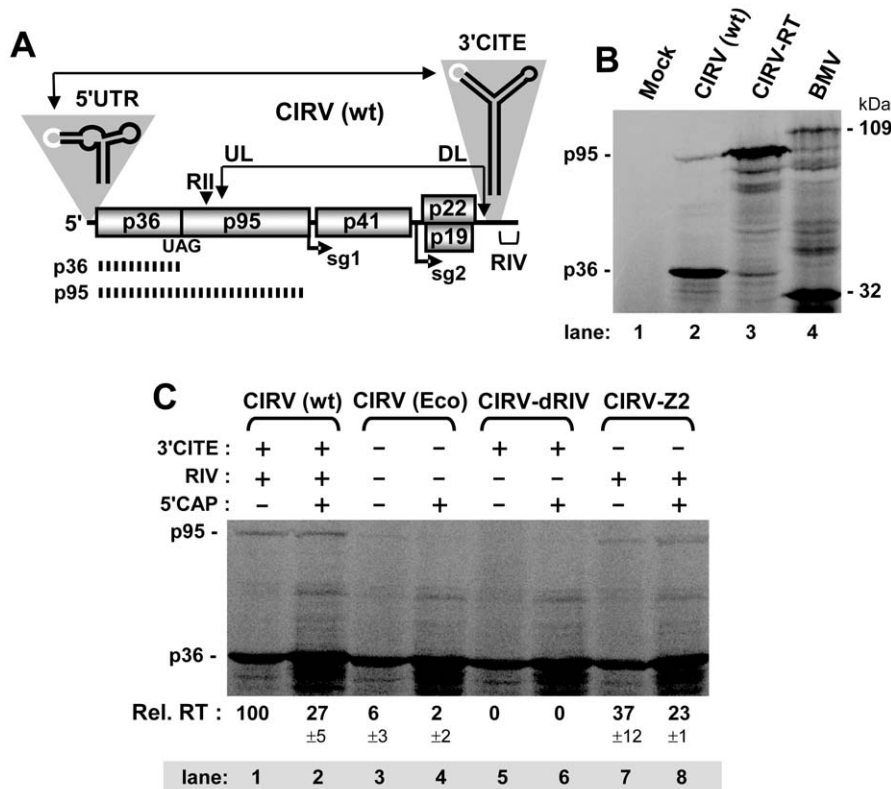 A
3'CITE
5'UTR
CIRV (wt)
UL
DL
RII
5'
p36
p95
p41
p22
p19
UAG
sg1
sg2
RIV
p36
p95
B
Mock
CIRV (wt)
CIRV-RT
BMV
kDa
p95
- 109
p36 -
- 32
lane: 1 2 3 4
C
CIRV (wt) CIRV (Eco) CIRV-dRIV CIRV-Z2
3'CITE : + + − − + + − −
RIV : + + − − − − + +
5'CAP : − + − + − + − +
p95 -
p36 -
Rel. RT : 100 27 6 2 0 0 37 23
±5 ±3 ±2 ±12 ±1
lane: 1 2 3 4 5 6 7 8